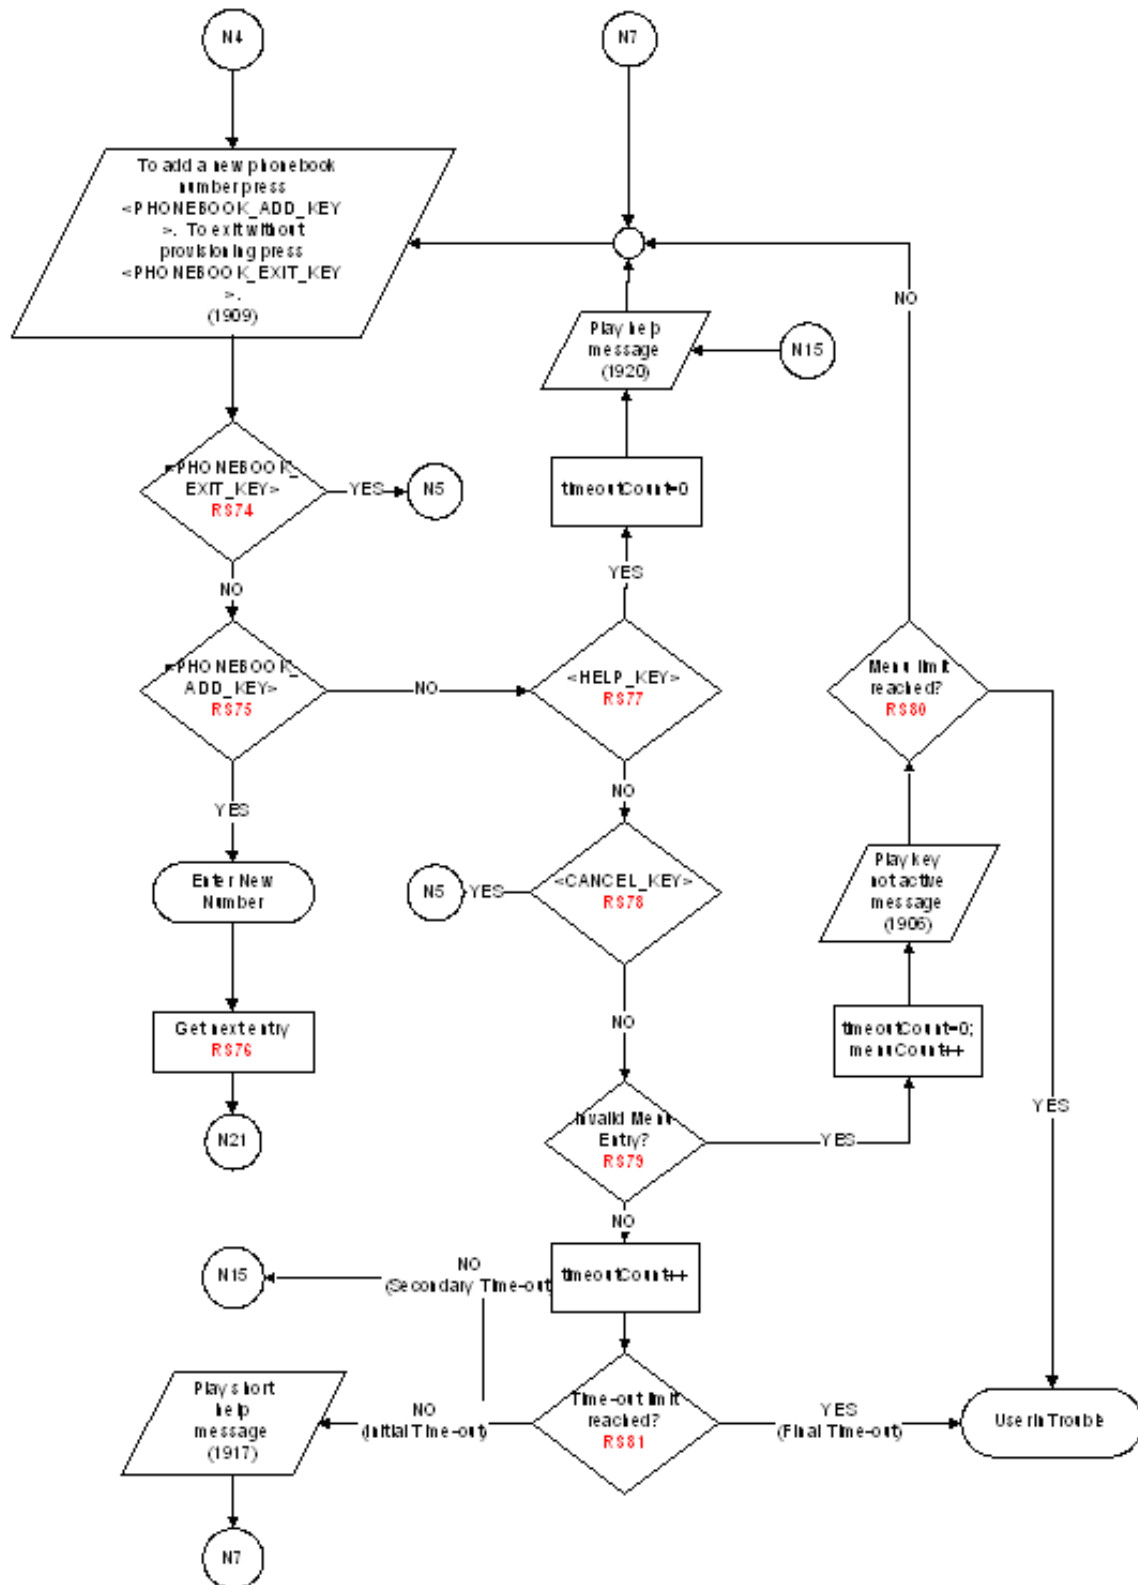 N4
N7
To add a new phonebook
number press
<PHONEBOOK_ADD_KEY
>. To exit without
provisioning press
<PHONEBOOK_EXIT_KEY
>.
(1909)
NO
Play help
message
(1920)
N15
<PHONEBOOK_
EXIT_KEY>
RS74
YES
N5
timeoutCount=0
NO
YES
<PHONEBOOK_
ADD_KEY>
RS75
NO
<HELP_KEY>
RS77
Menu limit
reached?
RS80
YES
NO
Enter New
Number
N5
YES
<CANCEL_KEY>
RS78
Play key
not active
message
(1906)
Get next entry
RS76
NO
timeoutCount=0;
menuCount++
YES
N21
Invalid Menu
Entry?
RS79
YES
NO
N15
NO
(Secondary Time-out)
timeoutCount++
Play short
help
message
(1917)
NO
(Initial Time-out)
Time-out limit
reached?
RS81
YES
(Final Time-out)
User in Trouble
N7